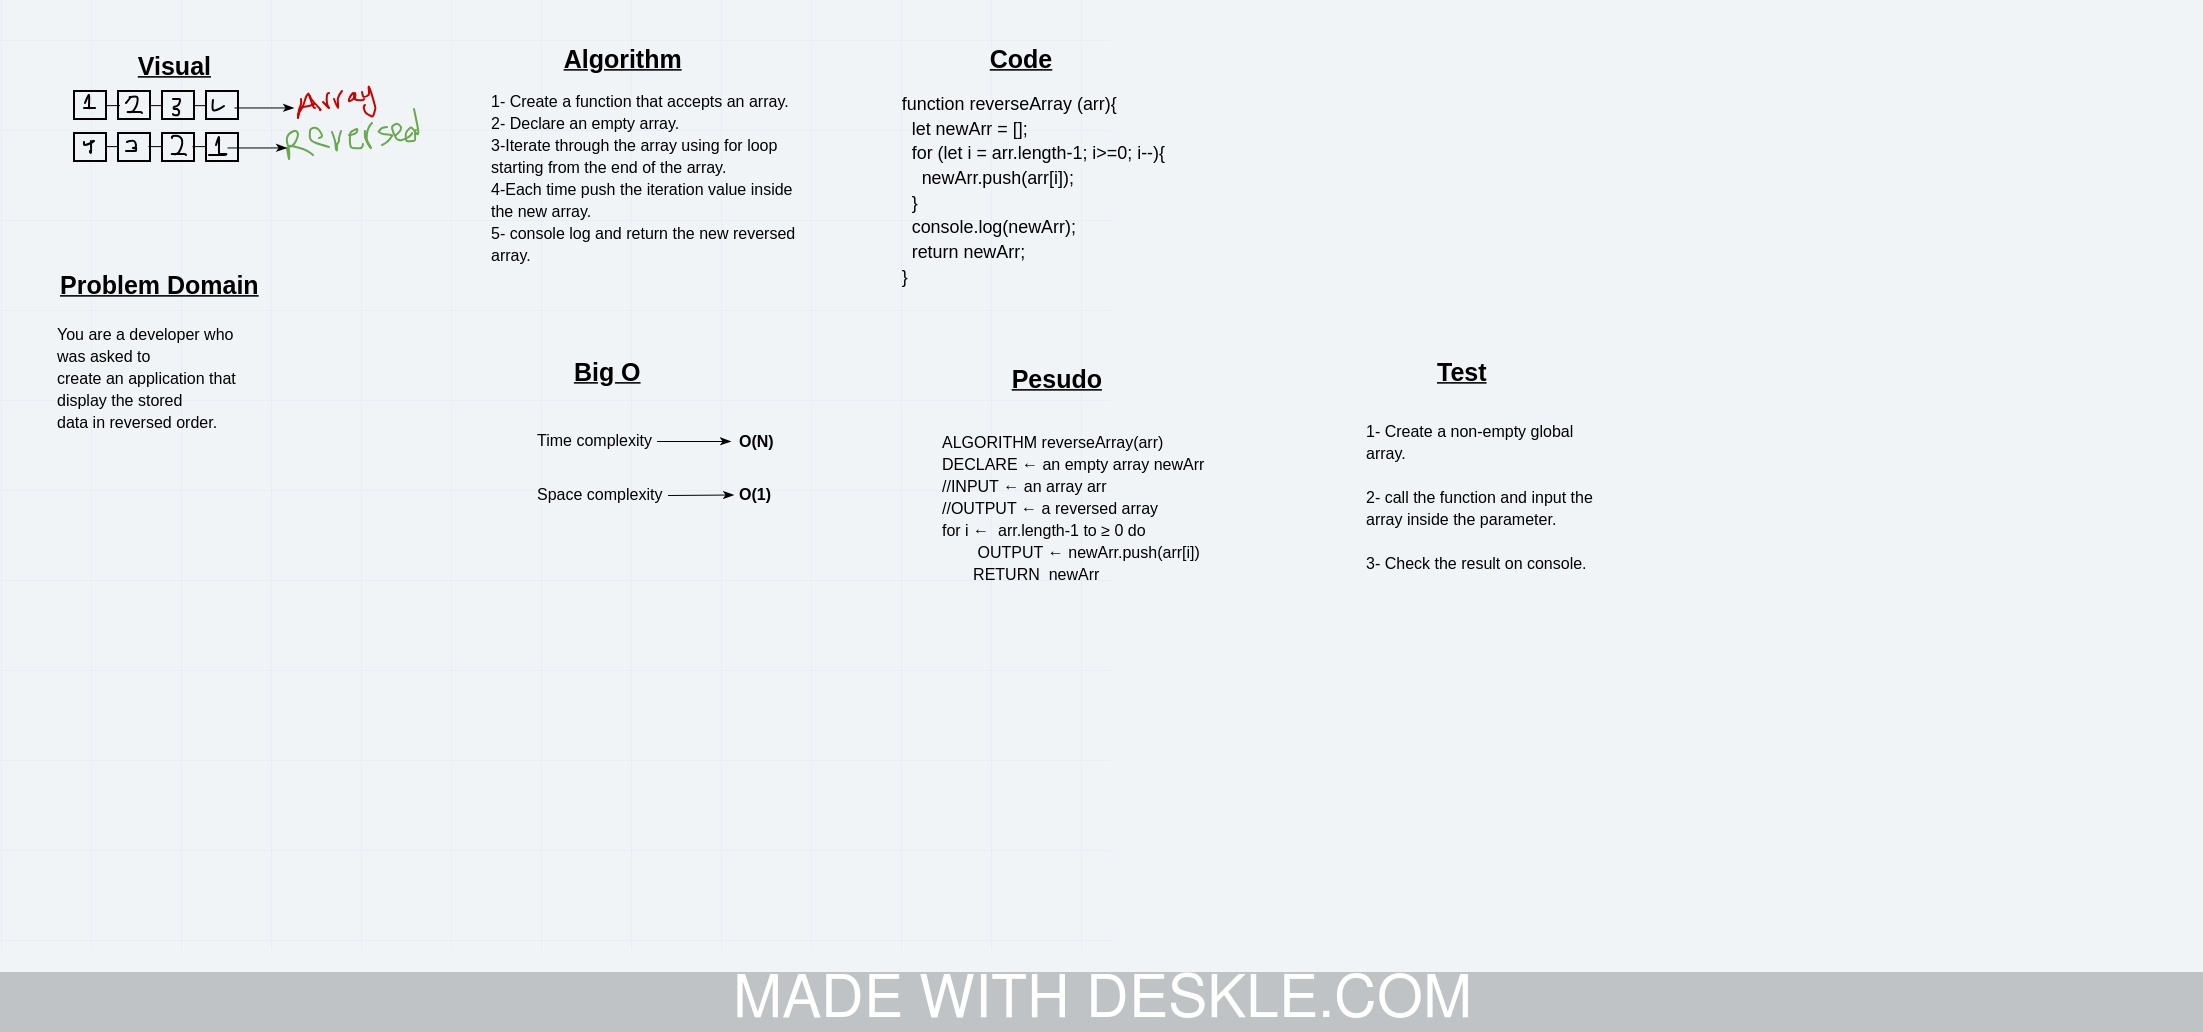 Visual
1 2 3
4 2 1
Array
Reversed
Problem Domain
You are a developer who
was asked to
create an application that
display the stored
data in reversed order.
Algorithm
1- Create a function that accepts an array.
2- Declare an empty array.
3-Iterate through the array using for loop
starting from the end of the array.
4-Each time push the iteration value inside
the new array.
5- console log and return the new reversed
array.
Code
function reverseArray (arr){
let newArr = [];
for (let i = arr.length-1; i>=0; i--){
newArr.push(arr[i]);
}
console.log(newArr);
return newArr;
}
Big O
Time complexity O(N)
Space complexity O(1)
Pesudo
ALGORITHM reverseArray(arr)
DECLARE ← an empty array newArr
//INPUT ← an array arr
//OUTPUT ← a reversed array
for i ← arr.length-1 to ≥ 0 do
OUTPUT ← newArr.push(arr[i])
RETURN newArr
Test
1- Create a non-empty global
array.
2- call the function and input the
array inside the parameter.
3- Check the result on console.
MADE WITH DESKLE.COM